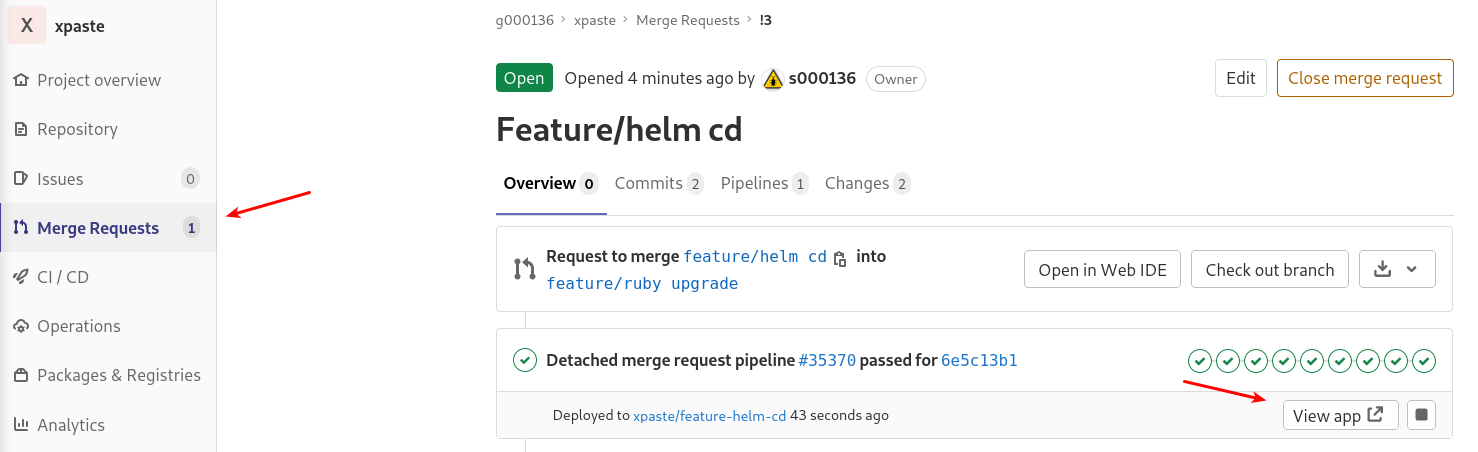 X xpaste
Project overview
Repository
Issues 0
Merge Requests 1
CI / CD
Operations
Packages & Registries
Analytics
g000136 > xpaste > Merge Requests > !3
Open Opened 4 minutes ago by s000136 Owner
Edit Close merge request
Feature/helm cd
Overview 0 Commits 2 Pipelines 1 Changes 2
Request to merge feature/helm cd into
feature/ruby upgrade
Open in Web IDE Check out branch
Detached merge request pipeline #35370 passed for 6e5c13b1
Deployed to xpaste/feature-helm-cd 43 seconds ago
View app